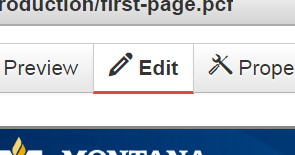 roduction/first-page.pcf
Preview Edit Prope
MONTANA